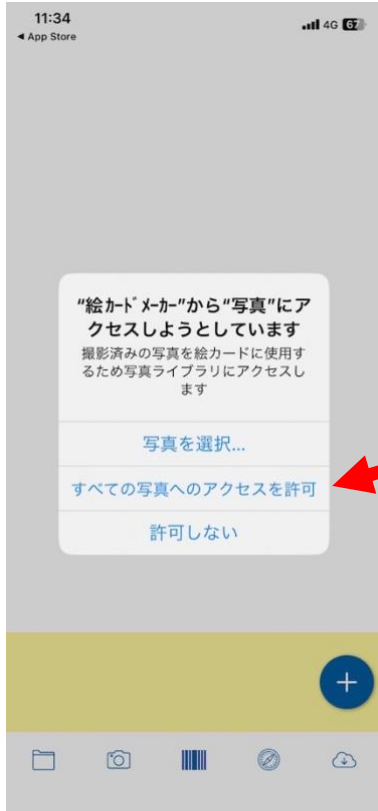 11:34
4G 67
◀ App Store
"絵ｶｰﾄﾞﾒｰｶｰ"から"写真"にア
クセスしようとしています
撮影済みの写真を絵カードに使用す
るため写真ライブラリにアクセスし
ます
写真を選択...
すべての写真へのアクセスを許可
許可しない